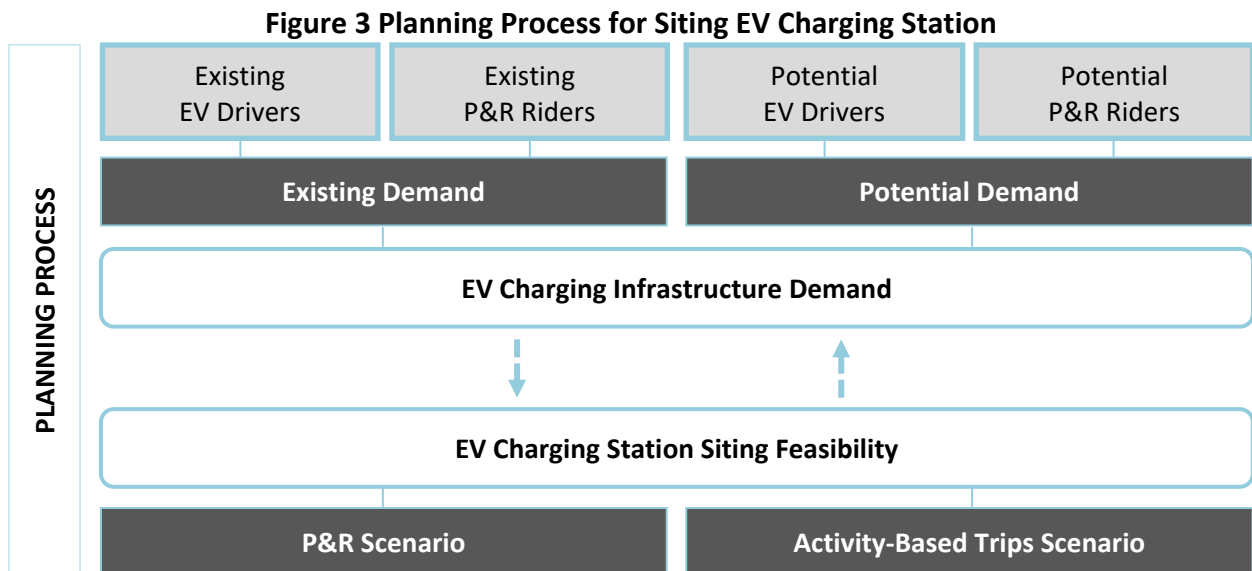 Figure 3 Planning Process for Siting EV Charging Station
PLANNING PROCESS
Existing
EV Drivers
Existing
P&R Riders
Potential
EV Drivers
Potential
P&R Riders
Existing Demand
Potential Demand
EV Charging Infrastructure Demand
EV Charging Station Siting Feasibility
P&R Scenario
Activity-Based Trips Scenario